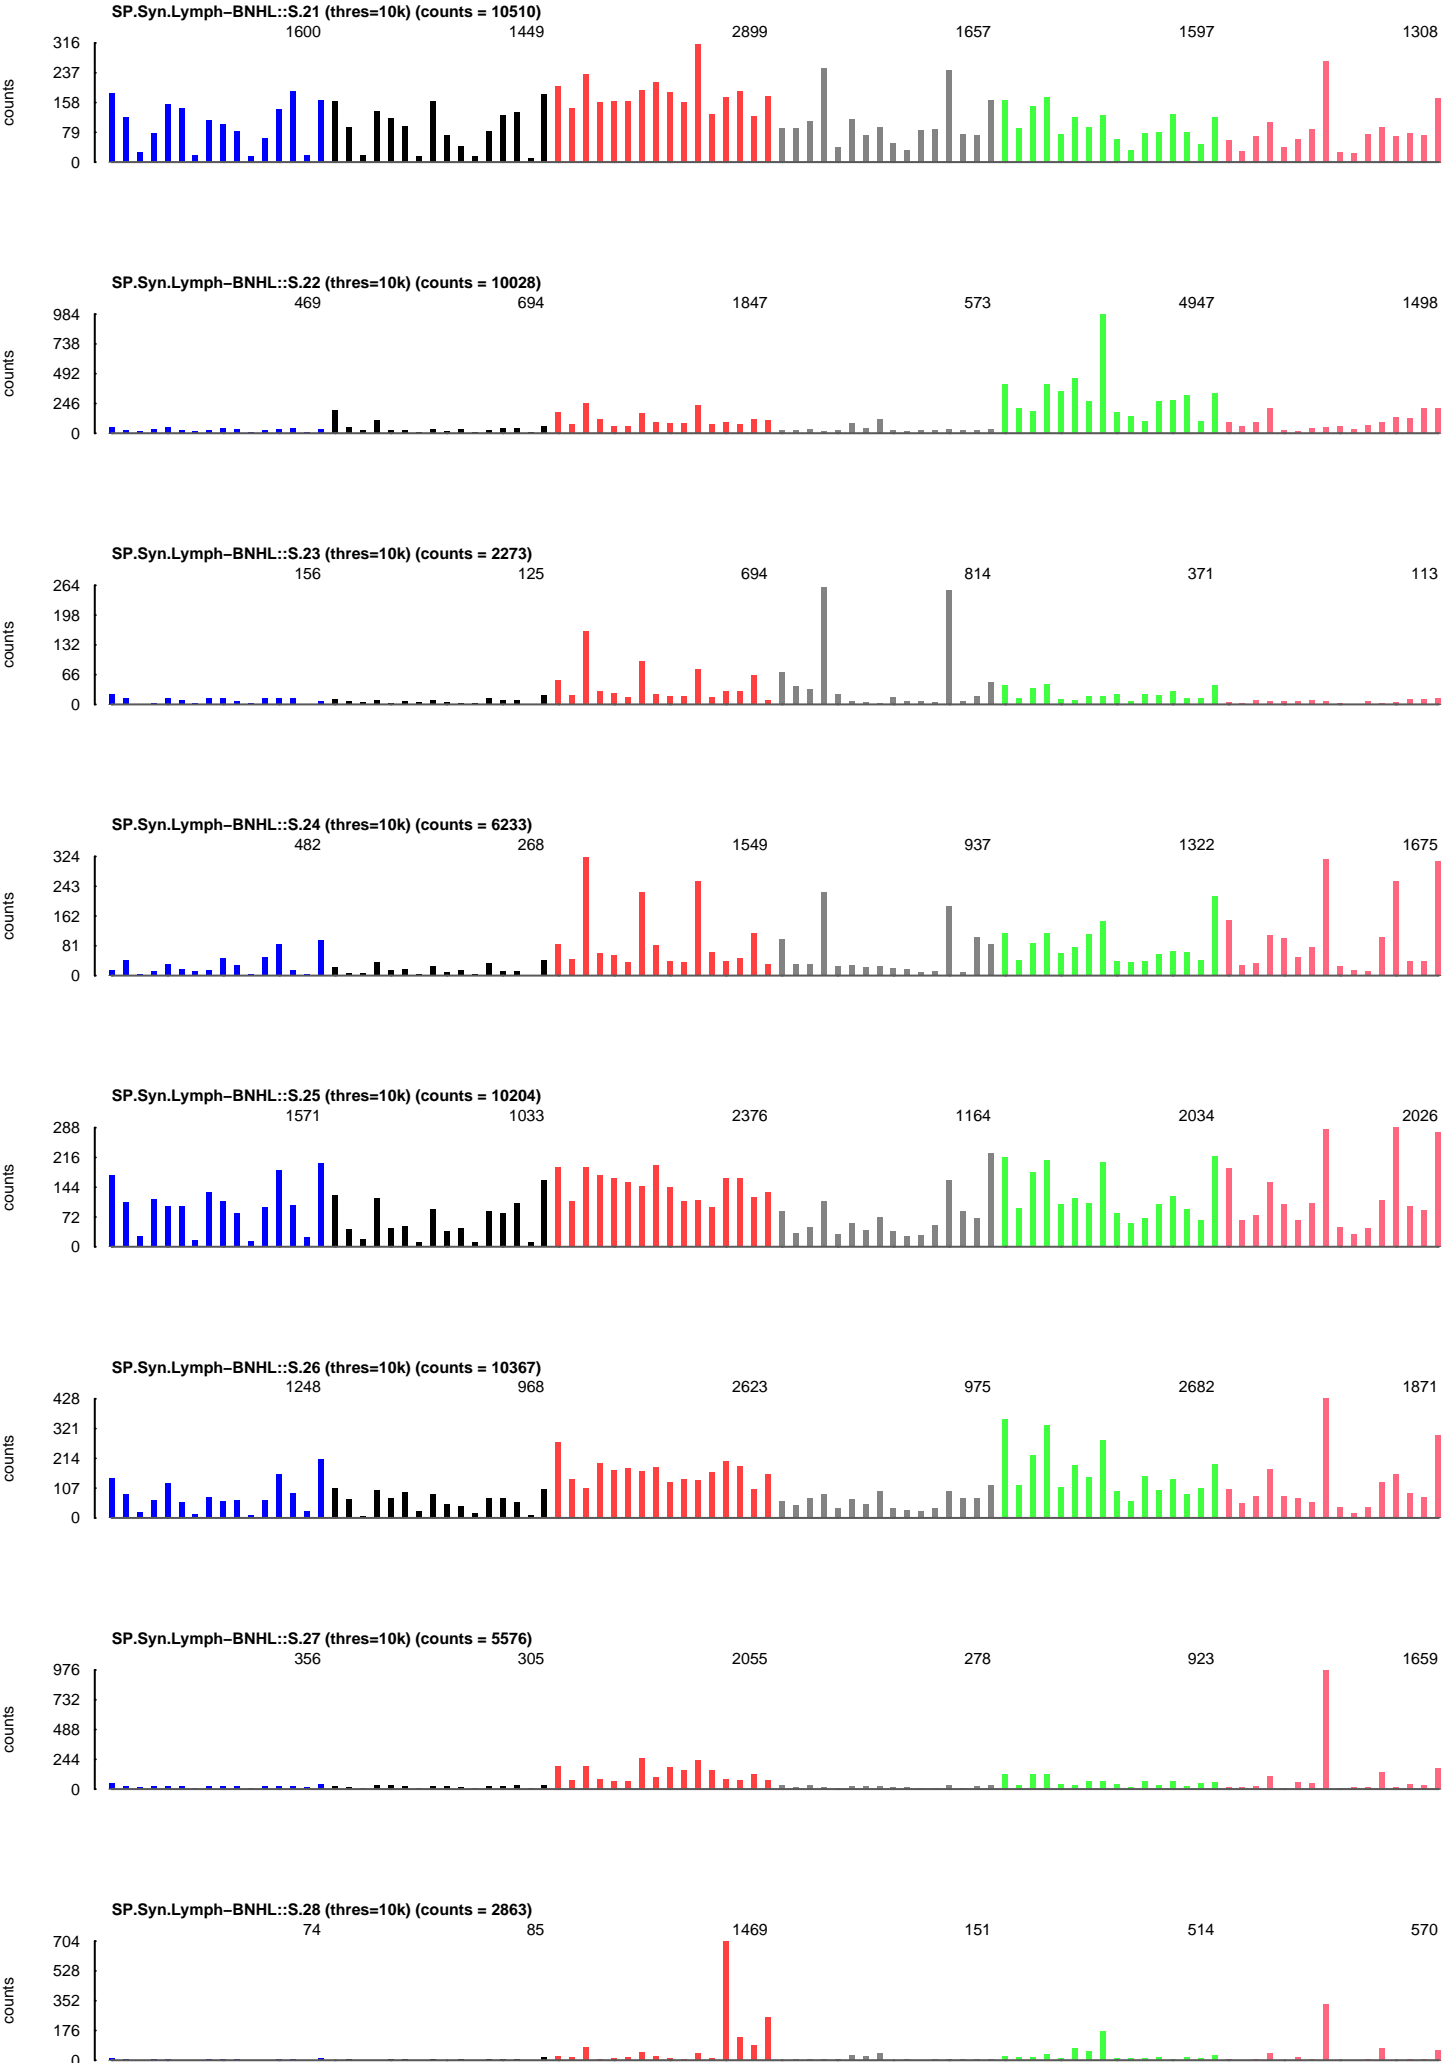 SP.Syn.Lymph−BNHL::S.21 (thres=10k) (counts = 10510)
1600 1449 2899 1657 1597 1308
316
237
158
79
0
counts
SP.Syn.Lymph−BNHL::S.22 (thres=10k) (counts = 10028)
469 694 1847 573 4947 1498
984
738
492
246
0
counts
SP.Syn.Lymph−BNHL::S.23 (thres=10k) (counts = 2273)
156 125 694 814 371 113
264
198
132
66
0
counts
SP.Syn.Lymph−BNHL::S.24 (thres=10k) (counts = 6233)
482 268 1549 937 1322 1675
324
243
162
81
0
counts
SP.Syn.Lymph−BNHL::S.25 (thres=10k) (counts = 10204)
1571 1033 2376 1164 2034 2026
288
216
144
72
0
counts
SP.Syn.Lymph−BNHL::S.26 (thres=10k) (counts = 10367)
1248 968 2623 975 2682 1871
428
321
214
107
0
counts
SP.Syn.Lymph−BNHL::S.27 (thres=10k) (counts = 5576)
356 305 2055 278 923 1659
976
732
488
244
0
counts
SP.Syn.Lymph−BNHL::S.28 (thres=10k) (counts = 2863)
74 85 1469 151 514 570
704
528
352
176
0
counts